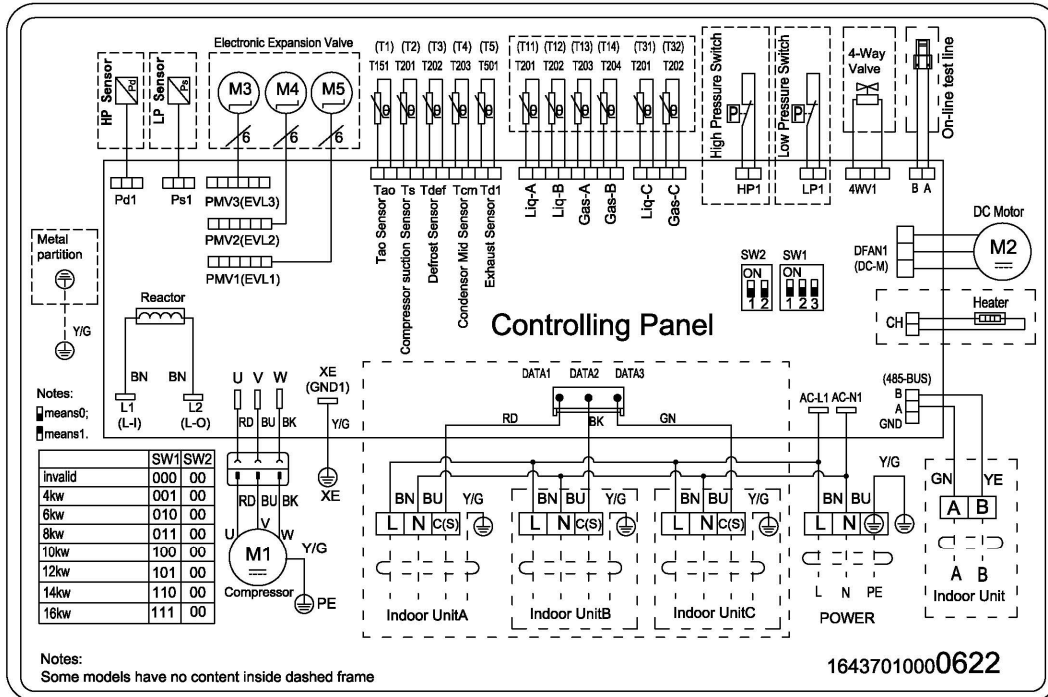 Electronic Expansion Valve
HP Sensor
Pd
LP Sensor
Ps
M3
M4
M5
6
6
6
(T1) (T2) (T3) (T4) (T5)
T151 T201 T202 T203 T501
θ θ θ θ θ
(T11) (T12) (T13) (T14)
T201 T202 T203 T204
θ θ θ θ
(T31) (T32)
T201 T202
θ θ
High Pressure Switch
P
Low Pressure Switch
P
4-Way
Valve
On-line test line
Pd1
Ps1
PMV3(EVL3)
PMV2(EVL2)
PMV1(EVL1)
Tao Ts Tdef Tcm Td1
Tao Sensor
Compressor suction Sensor
Defrost Sensor
Condensor Mid Sensor
Exhaust Sensor
Liq-A
Liq-B
Gas-A
Gas-B
Liq-C
Gas-C
HP1
LP1
4WV1
B A
DC Motor
DFAN1
(DC-M)
M2
Metal
partition
Y/G
Reactor
BN BN
L1
(L-I)
L2
(L-O)
SW2
ON
1 2
SW1
ON
1 2 3
Heater
CH
Controlling Panel
Notes:
means0;
means1.
U V W
RD BU BK
XE
(GND1)
Y/G
XE
RD BU BK
U V W
M1
Y/G
Compressor
PE
DATA1 DATA2 DATA3
RD BK GN
AC-L1 AC-N1
(485-BUS)
B
A
GND
SW1 SW2
invalid 000 00
4kw 001 00
6kw 010 00
8kw 011 00
10kw 100 00
12kw 101 00
14kw 110 00
16kw 111 00
BN BU Y/G
L N C(S)
Indoor UnitA
BN BU Y/G
L N C(S)
Indoor UnitB
BN BU Y/G
L N C(S)
Indoor UnitC
BN BU Y/G
L N
L N PE
POWER
GN YE
A B
A B
Indoor Unit
Notes:
Some models have no content inside dashed frame
16437010000622